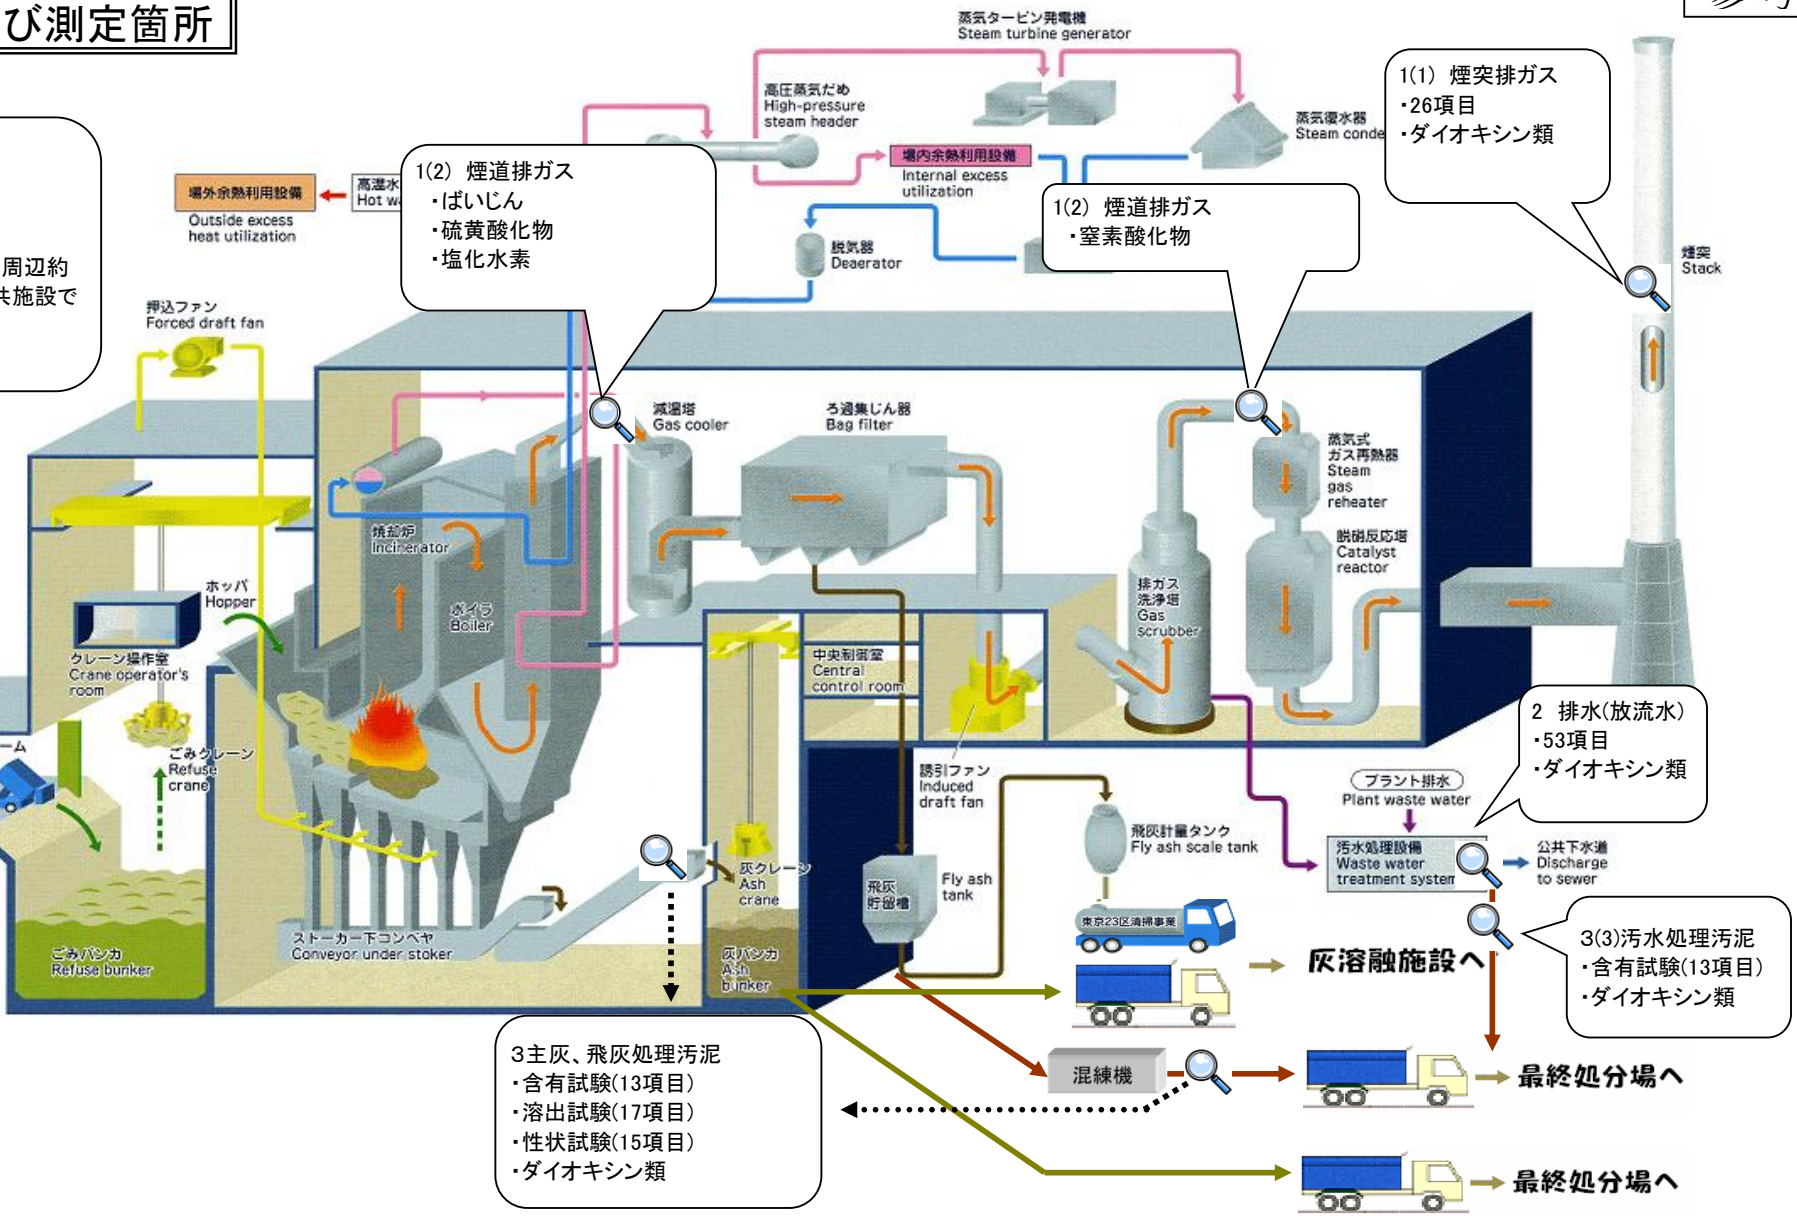 び測定箇所
蒸気タービン発電機
Steam turbine generator
高圧蒸気だめ
High-pressure
steam header
蒸気復水器
Steam conde
1(1) 煙突排ガス
・26項目
・ダイオキシン類
場内余熱利用設備
Internal excess
utilization
場外余熱利用設備
Outside excess
heat utilization
高温水
Hot wa
1(2) 煙道排ガス
・ばいじん
・硫黄酸化物
・塩化水素
1(2) 煙道排ガス
・窒素酸化物
脱気器
Deaerator
煙突
Stack
周辺約
共施設で
押込ファン
Forced draft fan
減温塔
Gas cooler
ろ過集じん器
Bag filter
蒸気式
ガス再熱器
Steam
gas
reheater
焼却炉
Incinerator
脱硝反応塔
Catalyst
reactor
ホッパ
Hopper
ボイラ
Boiler
排ガス
洗浄塔
Gas
scrubber
クレーン操作室
Crane operator's
room
中央制御室
Central
control room
ーム
ごみクレーン
Refuse
crane
誘引ファン
Induced
draft fan
2 排水(放流水)
・53項目
・ダイオキシン類
プラント排水
Plant waste water
飛灰計量タンク
Fly ash scale tank
汚水処理設備
Waste water
treatment system
公共下水道
Discharge
to sewer
灰クレーン
Ash
crane
飛灰
貯留槽
Fly ash
tank
東京23区清掃事業
ごみバンカ
Refuse bunker
ストーカー下コンベヤ
Conveyor under stoker
灰バンカ
Ash
bunker
灰溶融施設へ
3(3)汚水処理汚泥
・含有試験(13項目)
・ダイオキシン類
3主灰、飛灰処理汚泥
・含有試験(13項目)
・溶出試験(17項目)
・性状試験(15項目)
・ダイオキシン類
混練機
最終処分場へ
最終処分場へ